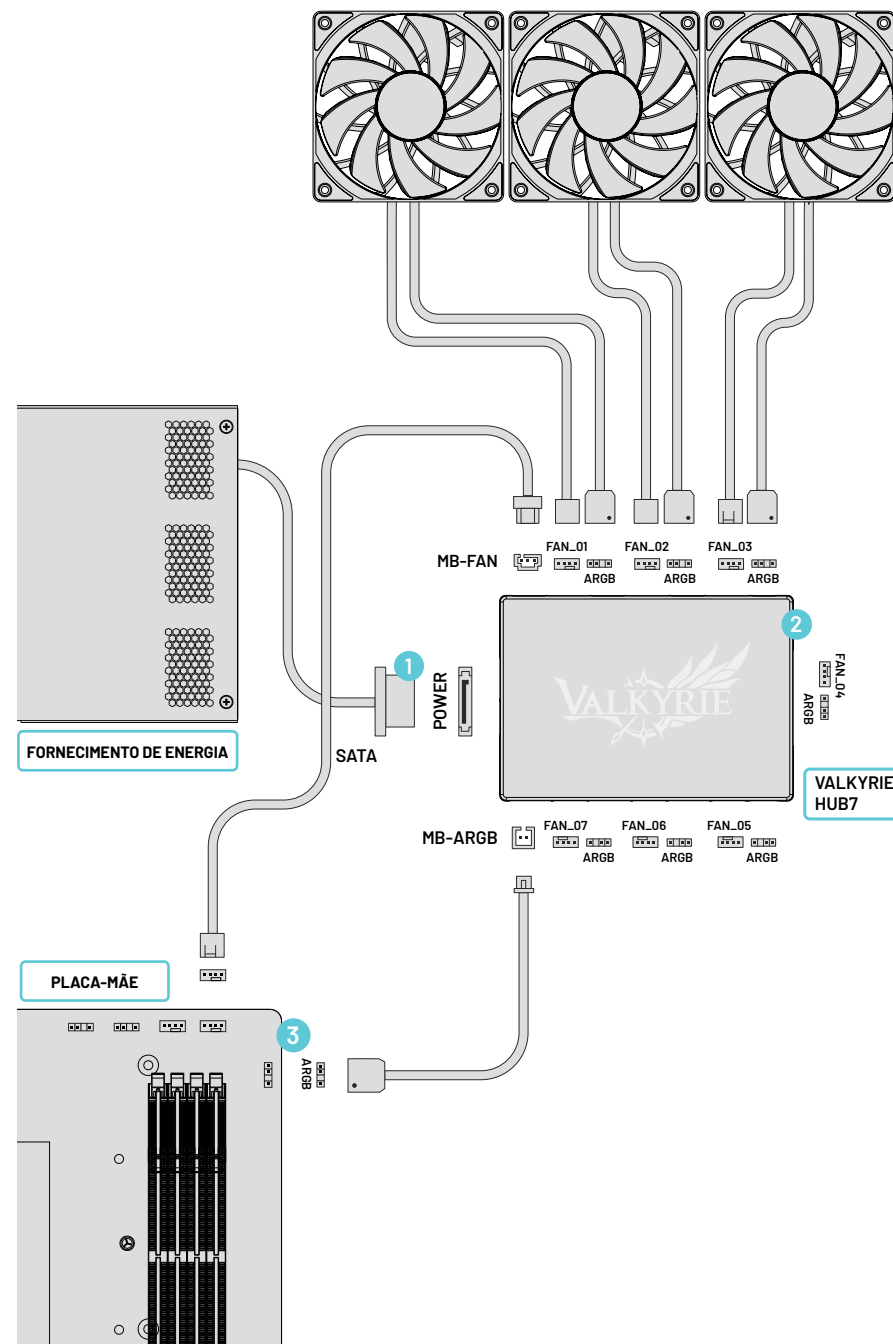 MB-FAN
FAN_01
ARGB
FAN_02
ARGB
FAN_03
ARGB
1
2
POWER
VALKYRIE
FAN_04
ARGB
FORNECIMENTO DE ENERGIA
SATA
VALKYRIE
HUB7
MB-ARGB
FAN_07
ARGB
FAN_06
ARGB
FAN_05
ARGB
PLACA-MÃE
3
ARGB